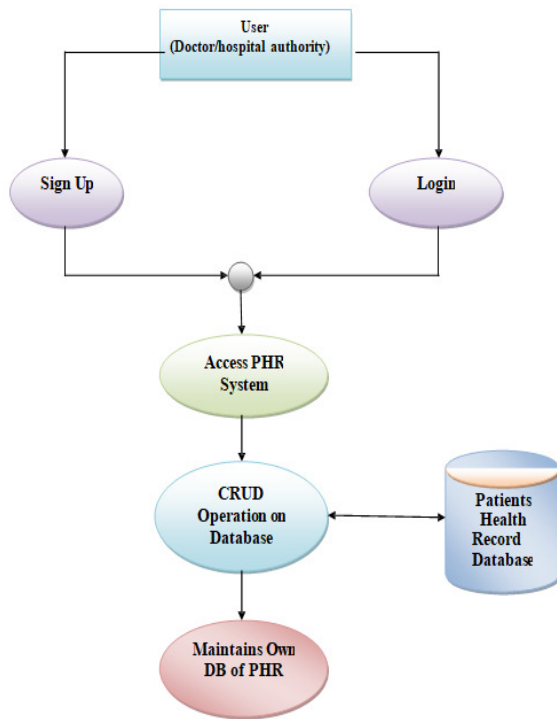 User
(Doctor/hospital authority)
Sign Up
Login
Access PHR
System
CRUD
Operation on
Database
Patients
Health
Record
Database
Maintains Own
DB of PHR